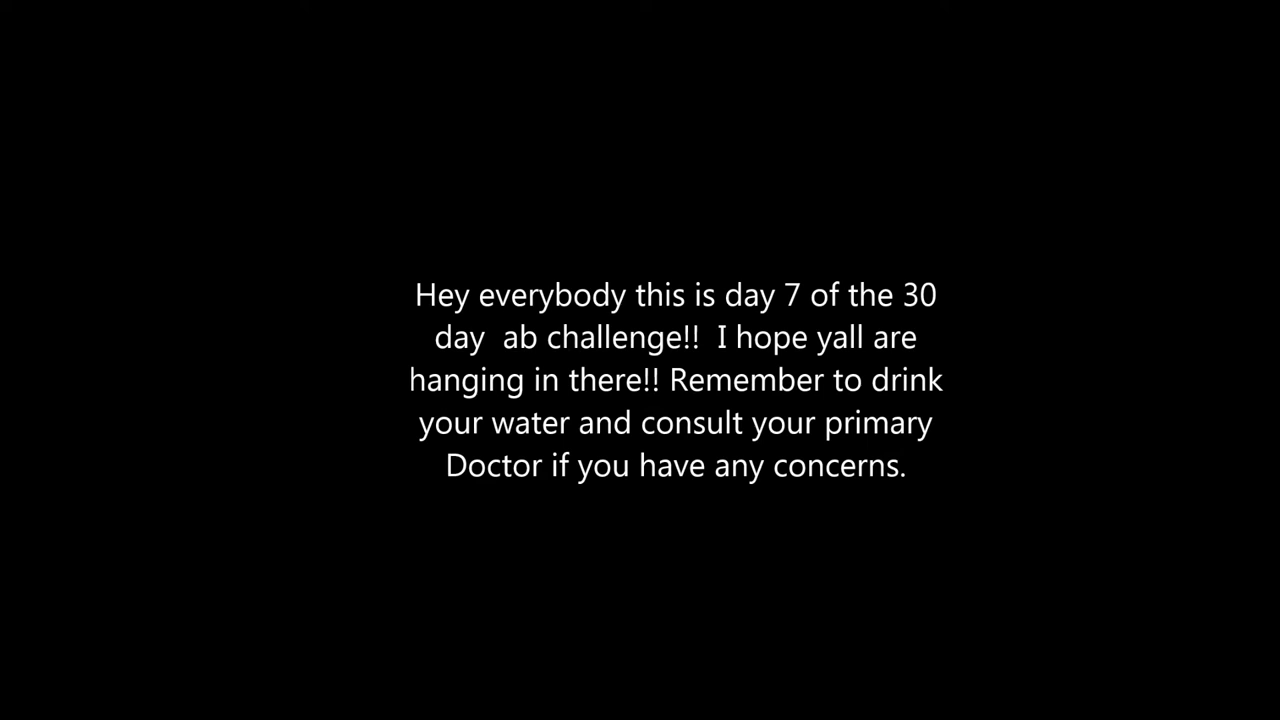 Hey everybody this is day 7 of the 30
day  ab challenge!!  I hope yall are
hanging in there!! Remember to drink
your water and consult your primary
Doctor if you have any concerns.